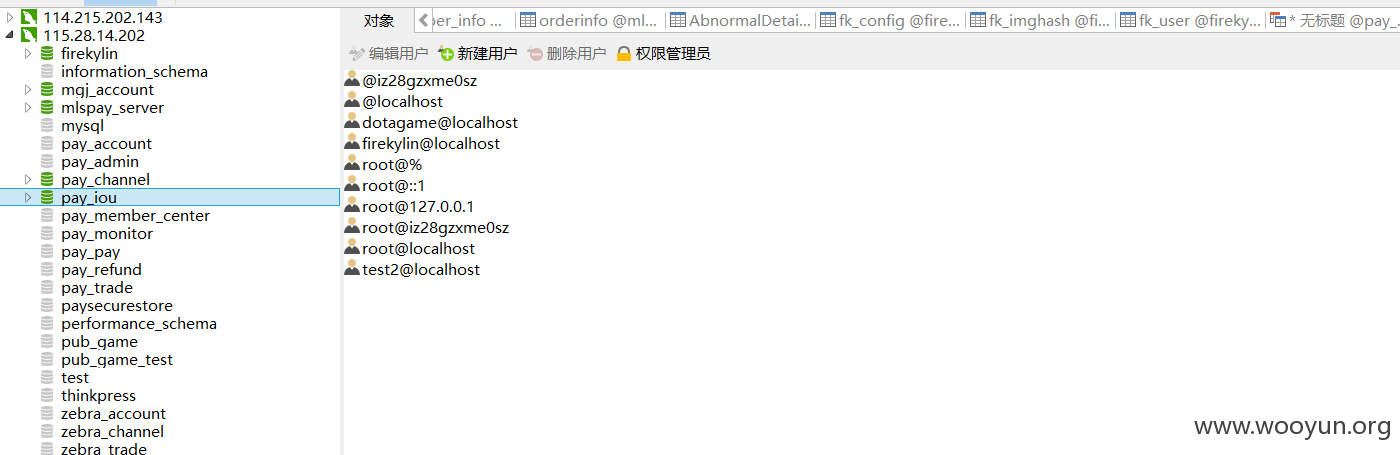 114.215.202.143
115.28.14.202
firekylin
information_schema
mgj_account
mlspay_server
mysql
pay_account
pay_admin
pay_channel
pay_iou
pay_member_center
pay_monitor
pay_pay
pay_refund
pay_trade
paysecurestore
performance_schema
pub_game
pub_game_test
test
thinkpress
zebra_account
zebra_channel
zebra_trade
对象 ber_info ... orderinfo @ml... AbnormalDetai... fk_config @fire... fk_imghash @fi... fk_user @fireky... * 无标题 @pay_...
编辑用户 新建用户 删除用户 权限管理员
@iz28gzxme0sz
@localhost
dotagame@localhost
firekylin@localhost
root@%
root@::1
root@127.0.0.1
root@iz28gzxme0sz
root@localhost
test2@localhost
www.wooyun.org